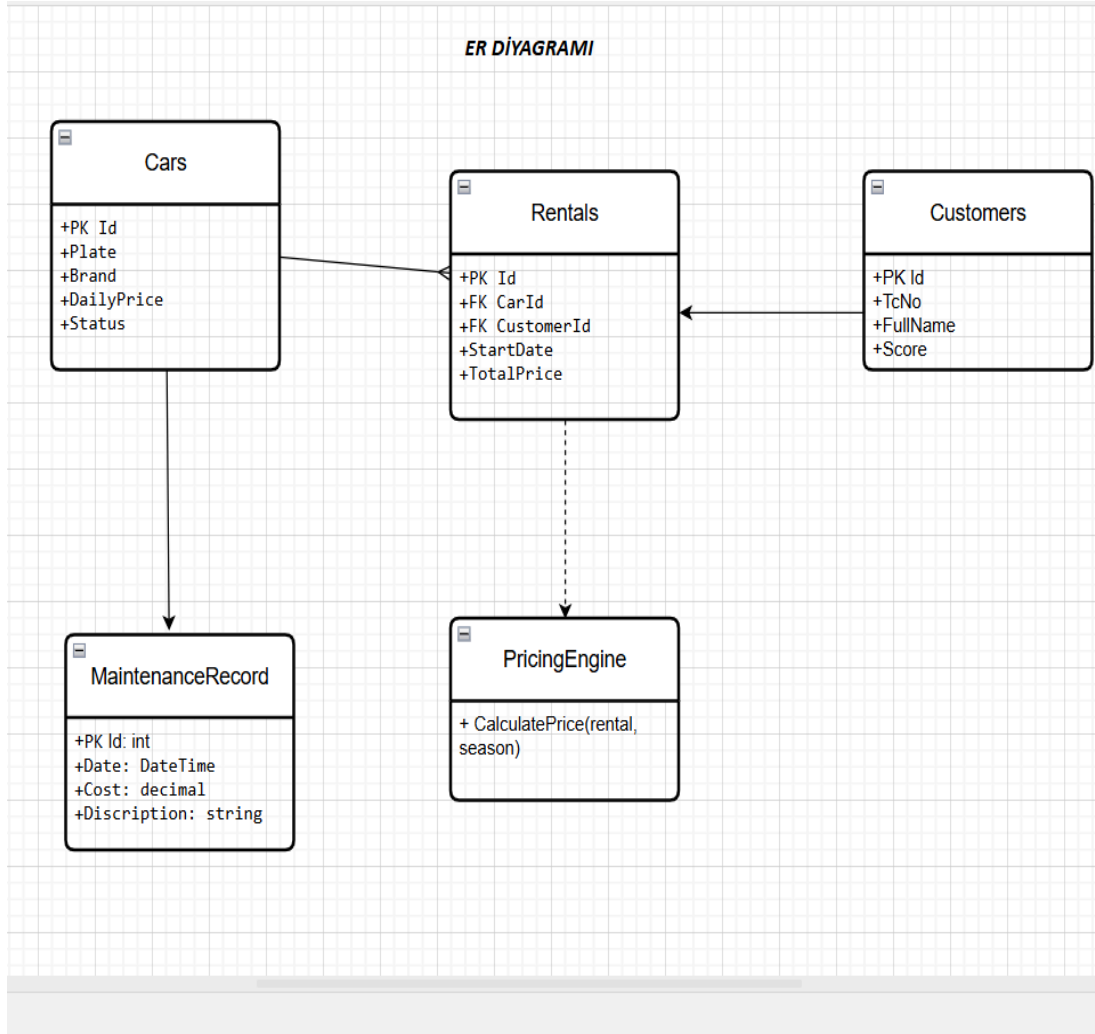 ER DİYAGRAMI
Cars
+PK Id
+Plate
+Brand
+DailyPrice
+Status
Rentals
+PK Id
+FK CarId
+FK CustomerId
+StartDate
+TotalPrice
Customers
+PK Id
+TcNo
+FullName
+Score
MaintenanceRecord
+PK Id: int
+Date: DateTime
+Cost: decimal
+Discription: string
PricingEngine
+ CalculatePrice(rental,
season)